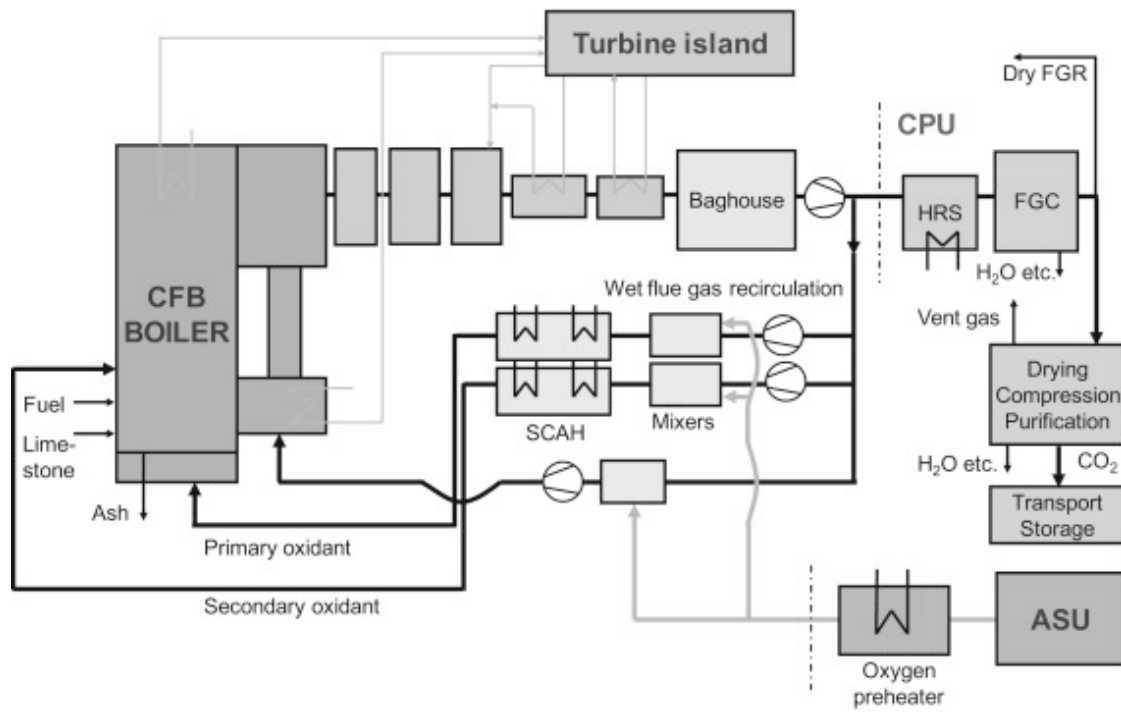 Turbine island
Dry FGR
CPU
CFB
BOILER
Baghouse
HRS
FGC
H₂O etc.
Wet flue gas recirculation
Vent gas
Drying
Compression
Purification
Fuel
Lime-
stone
SCAH
Mixers
H₂O etc.
CO₂
Ash
Transport
Storage
Primary oxidant
Secondary oxidant
ASU
Oxygen
preheater